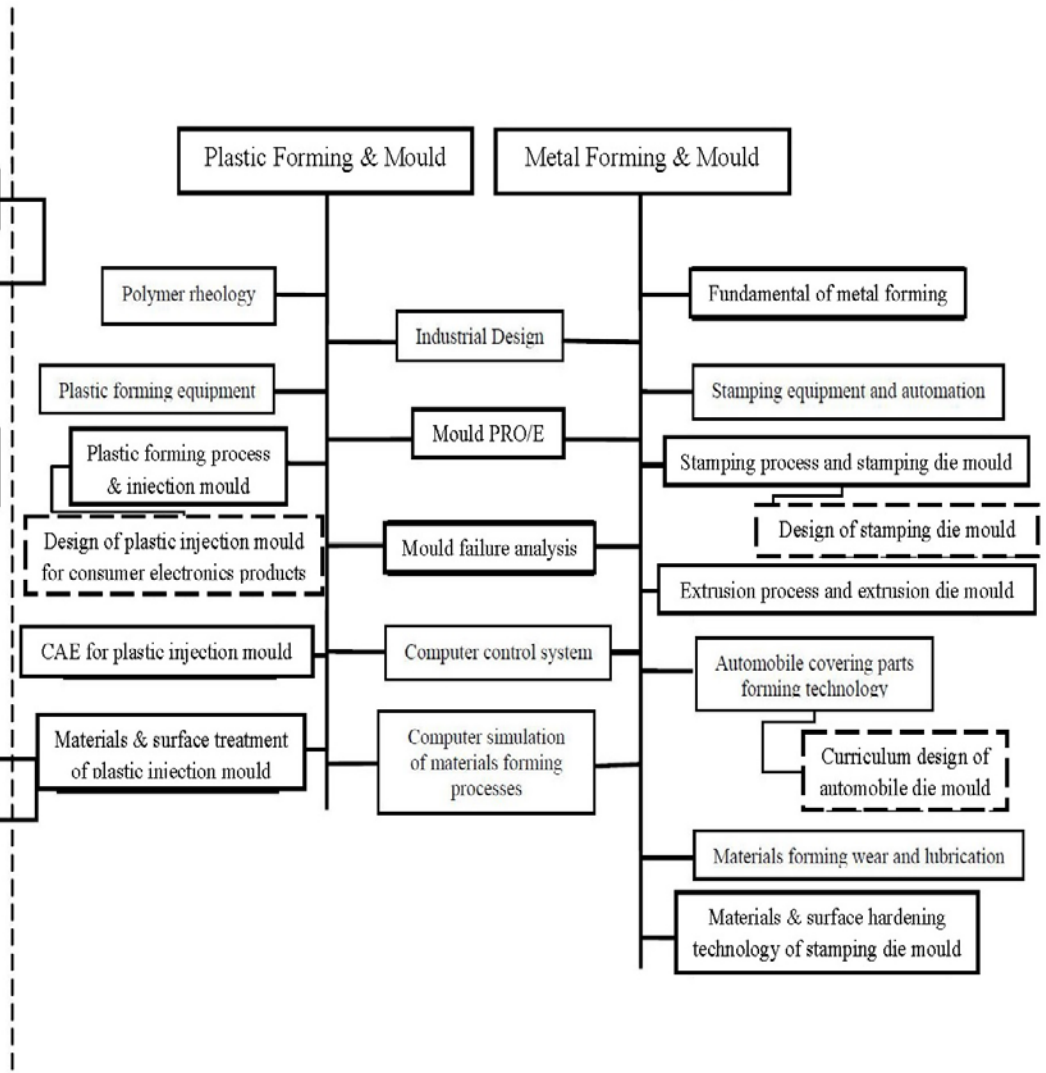 Plastic Forming & Mould
Metal Forming & Mould
Polymer rheology
Fundamental of metal forming
Industrial Design
Plastic forming equipment
Stamping equipment and automation
Mould PRO/E
Plastic forming process
& injection mould
Stamping process and stamping die mould
Design of plastic injection mould
for consumer electronics products
Design of stamping die mould
Mould failure analysis
Extrusion process and extrusion die mould
CAE for plastic injection mould
Computer control system
Automobile covering parts
forming technology
Materials & surface treatment
of plastic injection mould
Computer simulation
of materials forming
processes
Curriculum design of
automobile die mould
Materials forming wear and lubrication
Materials & surface hardening
technology of stamping die mould